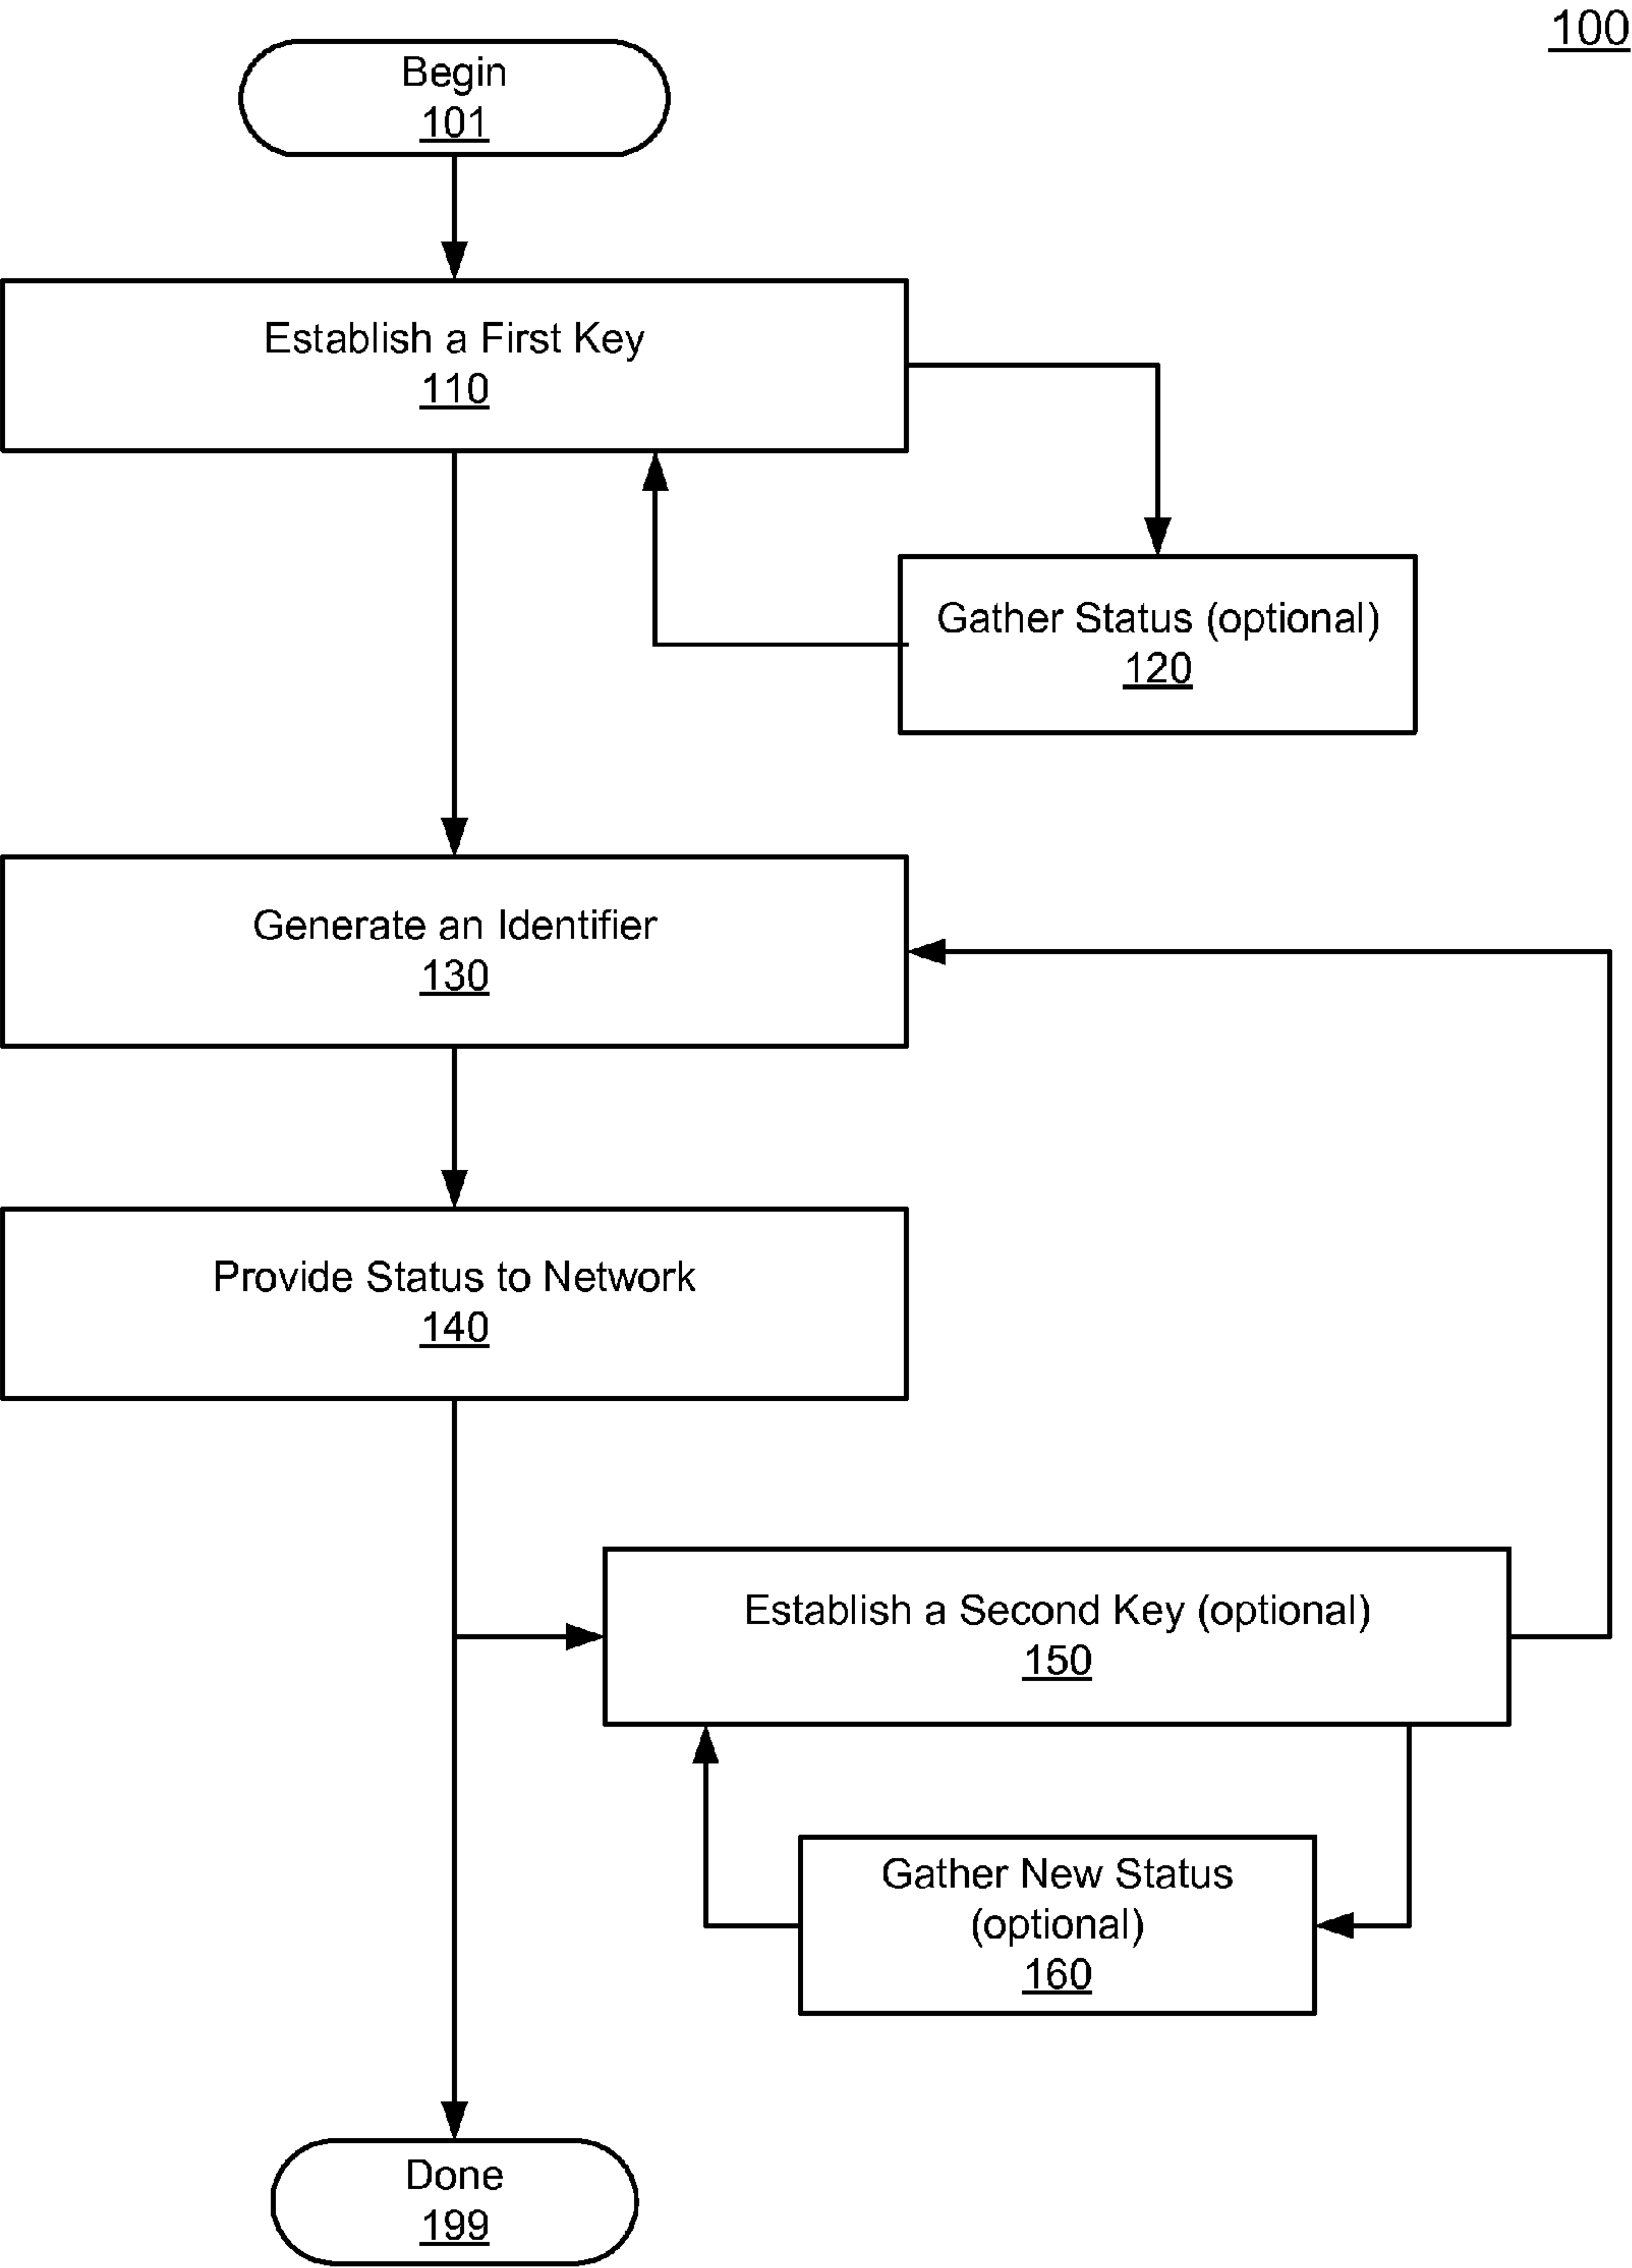 100
Begin
101
Establish a First Key
110
Gather Status (optional)
120
Generate an Identifier
130
Provide Status to Network
140
Establish a Second Key (optional)
150
Gather New Status
(optional)
160
Done
199